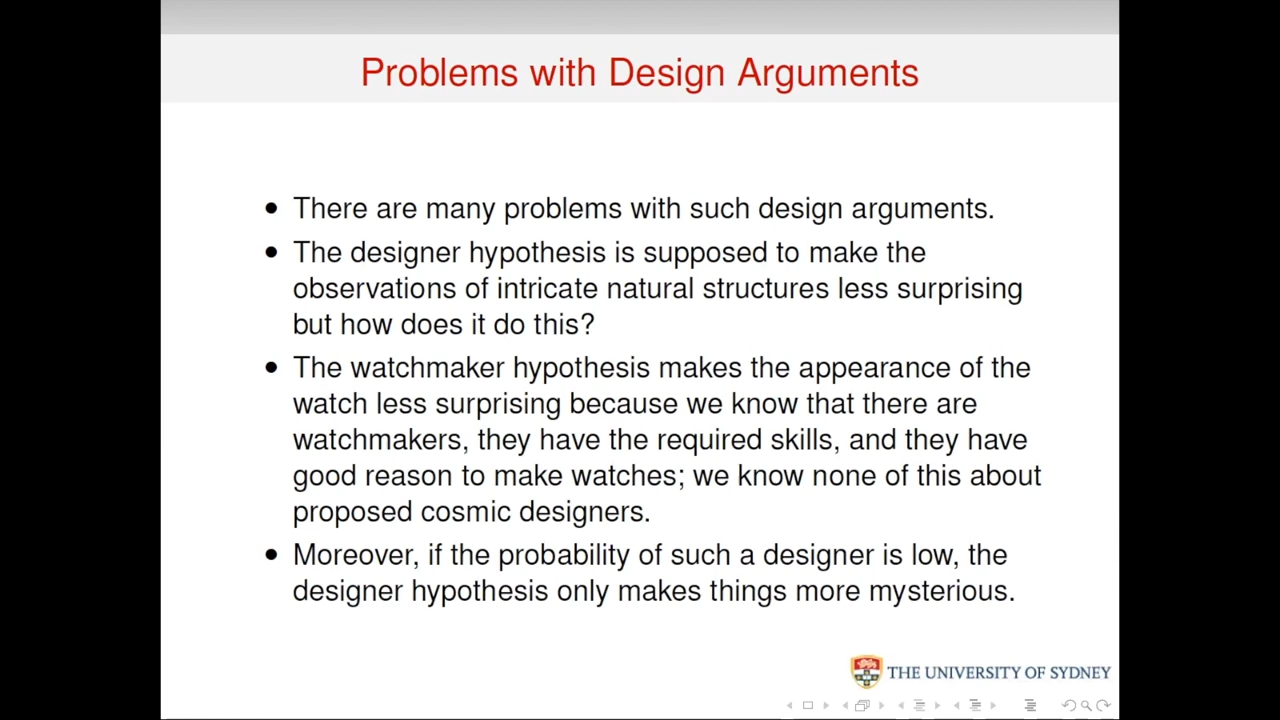 Problems with Design Arguments
• There are many problems with such design arguments.
• The designer hypothesis is supposed to make the
observations of intricate natural structures less surprising
but how does it do this?
• The watchmaker hypothesis makes the appearance of the
watch less surprising because we know that there are
watchmakers, they have the required skills, and they have
good reason to make watches; we know none of this about
proposed cosmic designers.
• Moreover, if the probability of such a designer is low, the
designer hypothesis only makes things more mysterious.
THE UNIVERSITY OF SYDNEY